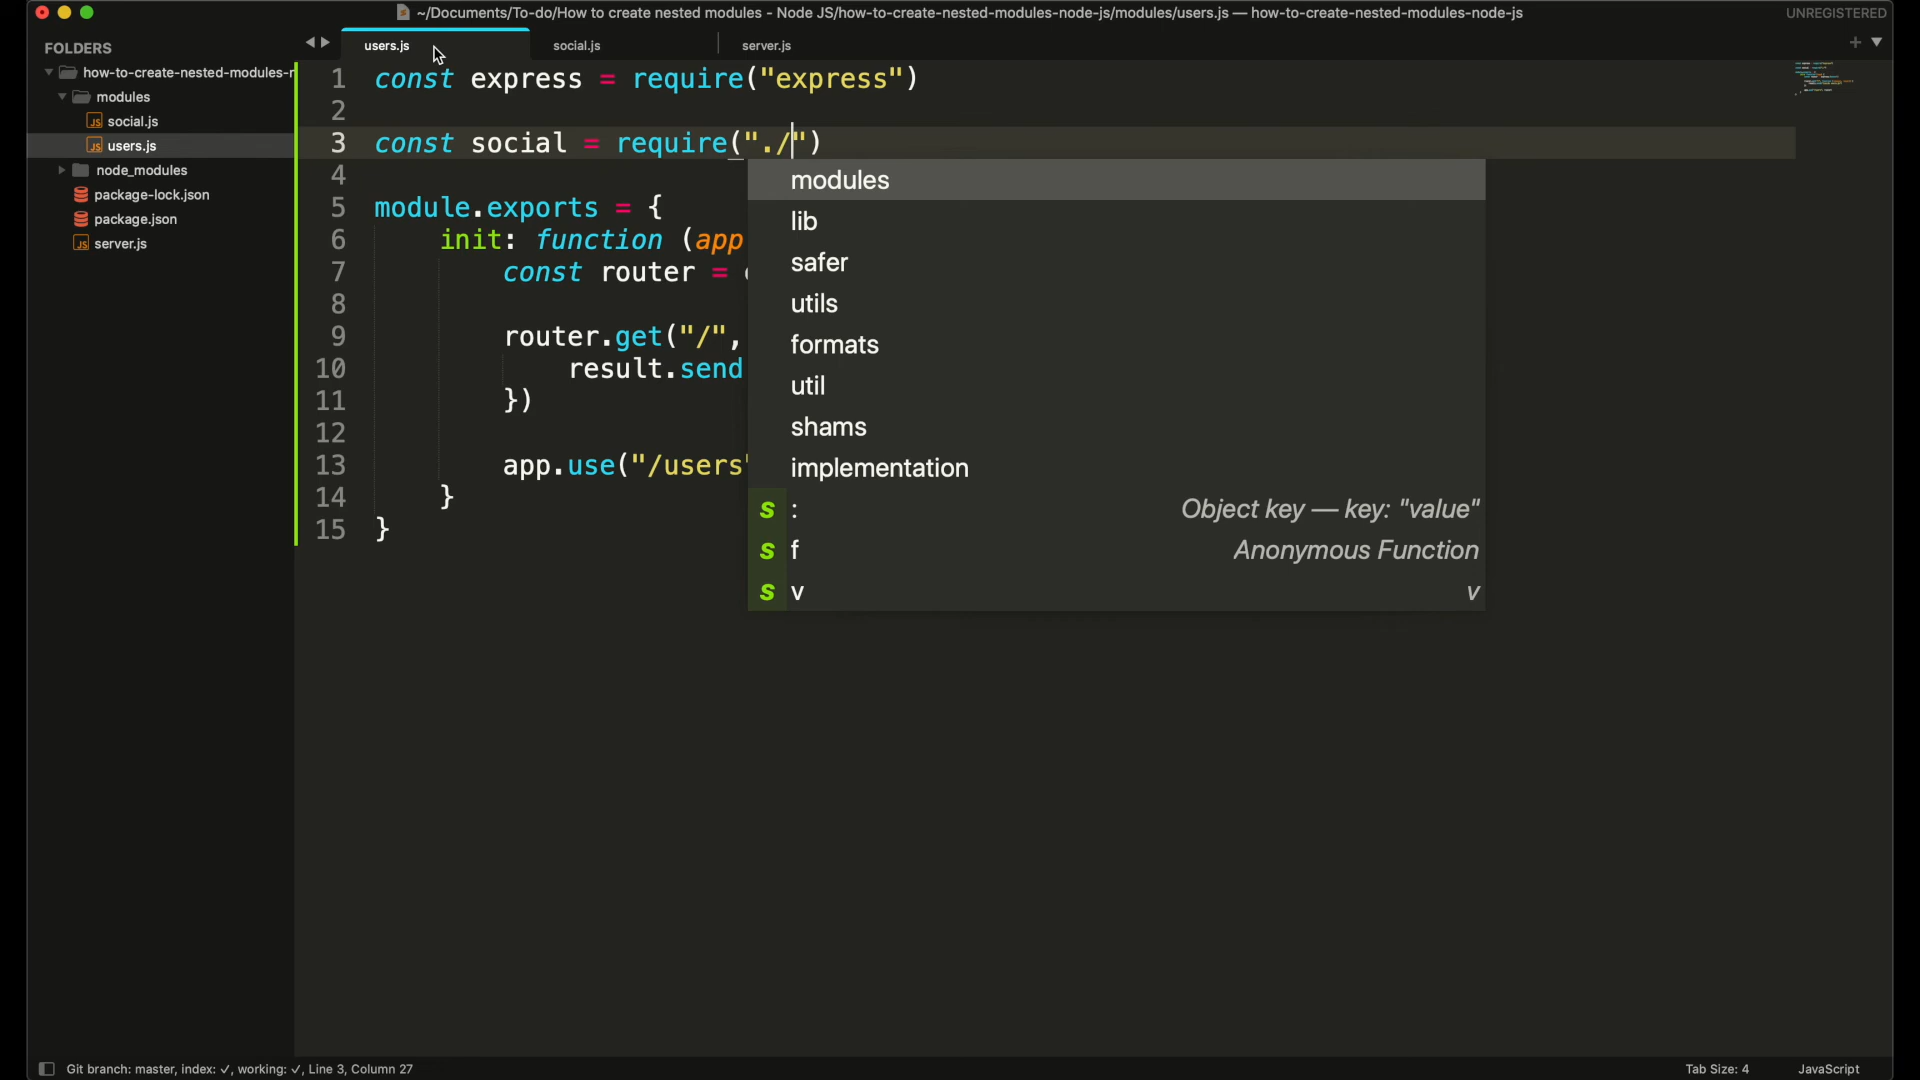 ~/Documents/To-do/How to create nested modules - Node JS/how-to-create-nested-modules-node-js/modules/users.js — how-to-create-nested-modules-node-js
UNREGISTERED
FOLDERS
how-to-create-nested-modules-n
modules
social.js
users.js
node_modules
package-lock.json
package.json
server.js
users.js
social.js
server.js
1 const express = require("express")
2
3 const social = require("./")
4
5 module.exports = {
6 init: function (app
7 const router =
8
9 router.get("/",
10 result.send
11 })
12
13 app.use("/users"
14 }
15 }
modules
lib
safer
utils
formats
util
shams
implementation
s : Object key — key: "value"
s f Anonymous Function
s v v
Git branch: master, index: ✓, working: ✓, Line 3, Column 27
Tab Size: 4
JavaScript